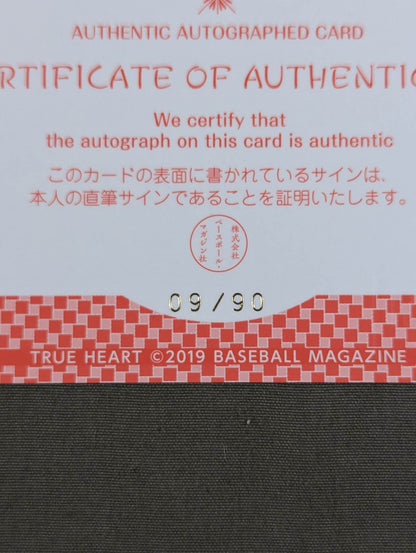 AUTHENTIC AUTOGRAPHED CARD
RTIFICATE OF AUTHENTIC
We certify that
the autograph on this card is authentic
このカードの表面に書かれているサインは、
本人の直筆サインであることを証明いたします。
株式会社
ベースボール・
マガジン社
09/90
TRUE HEART ©2019 BASEBALL MAGAZINE